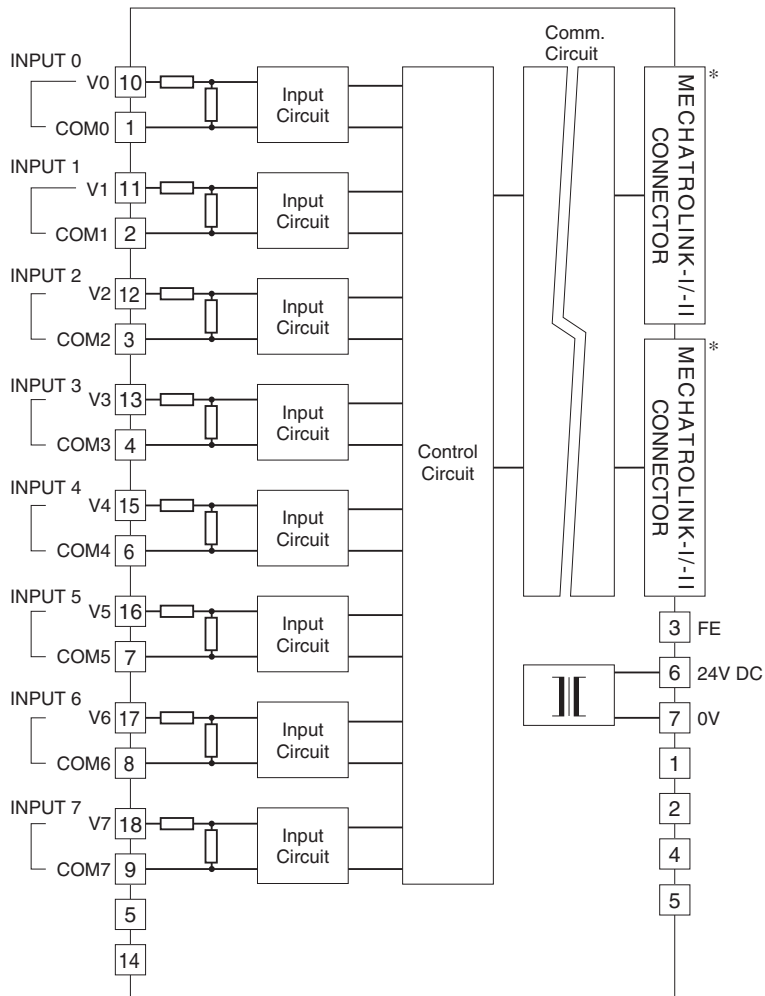 INPUT 0
V0 10
COM0 1
Input
Circuit
INPUT 1
V1 11
COM1 2
Input
Circuit
INPUT 2
V2 12
COM2 3
Input
Circuit
INPUT 3
V3 13
COM3 4
Input
Circuit
INPUT 4
V4 15
COM4 6
Input
Circuit
INPUT 5
V5 16
COM5 7
Input
Circuit
INPUT 6
V6 17
COM6 8
Input
Circuit
INPUT 7
V7 18
COM7 9
Input
Circuit
5
14
Control
Circuit
Comm.
Circuit
*
MECHATROLINK-I/-II
CONNECTOR
*
MECHATROLINK-I/-II
CONNECTOR
3 FE
6 24V DC
7 0V
1
2
4
5